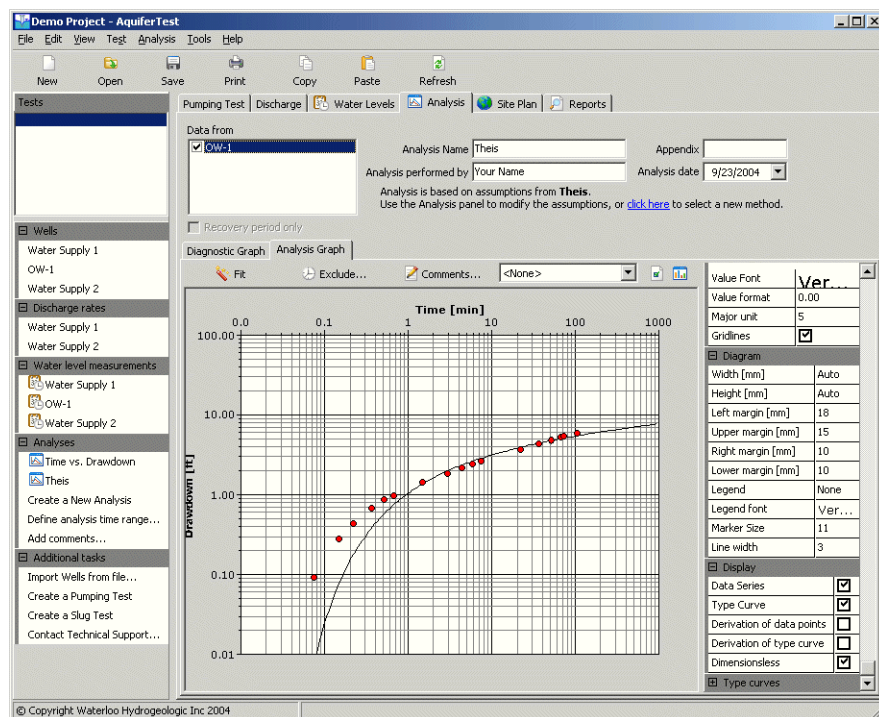 Demo Project - AquiferTest
File Edit View Test Analysis Tools Help
New Open Save Print Copy Paste Refresh
Tests
Pumping Test Discharge Water Levels Analysis Site Plan Reports
Data from
OW-1
Analysis Name Theis Appendix
Analysis performed by Your Name Analysis date 9/23/2004
Analysis is based on assumptions from Theis.
Use the Analysis panel to modify the assumptions, or click here to select a new method.
Recovery period only
Wells
Water Supply 1
OW-1
Water Supply 2
Discharge rates
Water Supply 1
Water Supply 2
Water level measurements
Water Supply 1
OW-1
Water Supply 2
Analyses
Time vs. Drawdown
Theis
Create a New Analysis
Define analysis time range...
Add comments...
Additional tasks
Import Wells from file...
Create a Pumping Test
Create a Slug Test
Contact Technical Support...
Diagnostic Graph Analysis Graph
Fit Exclude... Comments... <None>
Time [min]
0.0 0.1 1 10 100 1000
100.00
10.00
1.00
0.10
0.01
Drawdown [ft]
Value Font Ver...
Value format 0.00
Major unit 5
Gridlines
Diagram
Width [mm] Auto
Height [mm] Auto
Left margin [mm] 18
Upper margin [mm] 15
Right margin [mm] 10
Lower margin [mm] 10
Legend None
Legend font Ver...
Marker Size 11
Line width 3
Display
Data Series
Type Curve
Derivation of data points
Derivation of type curve
Dimensionless
Type curves
© Copyright Waterloo Hydrogeologic Inc 2004